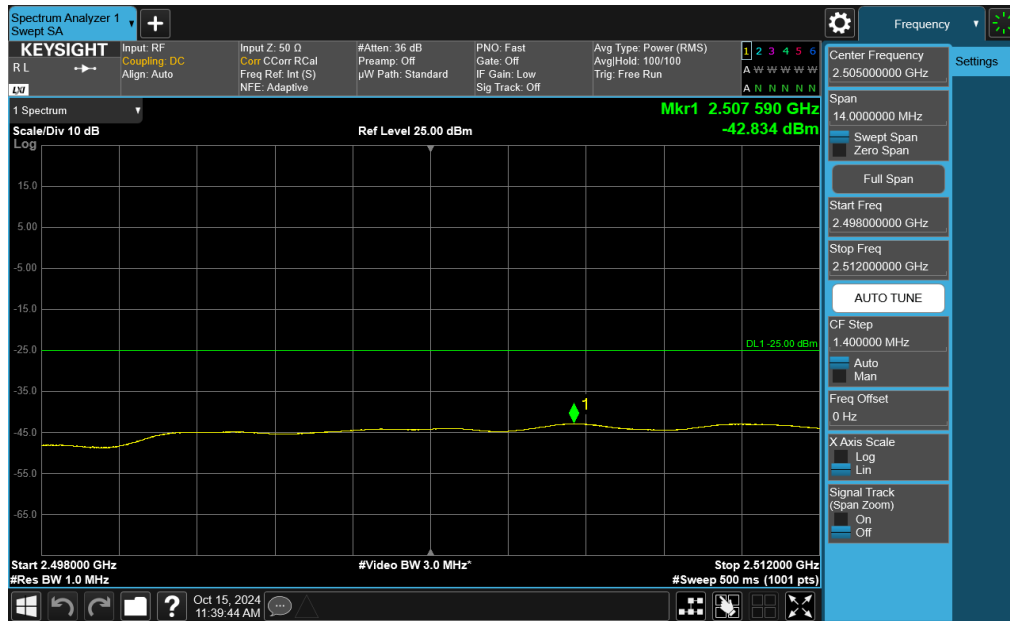 Spectrum Analyzer 1
Swept SA
Frequency
KEYSIGHT
R L
LXI
Input: RF
Coupling: DC
Align: Auto
Input Z: 50 Ω
Corr CCorr RCal
Freq Ref: Int (S)
NFE: Adaptive
#Atten: 36 dB
Preamp: Off
µW Path: Standard
PNO: Fast
Gate: Off
IF Gain: Low
Sig Track: Off
Avg Type: Power (RMS)
Avg|Hold: 100/100
Trig: Free Run
1 2 3 4 5 6
A W W W W W
A N N N N N
1 Spectrum
Scale/Div 10 dB
Log
Ref Level 25.00 dBm
Mkr1 2.507 590 GHz
-42.834 dBm
15.0
5.00
-5.00
-15.0
-25.0
DL1 -25.00 dBm
-35.0
1
-45.0
-55.0
-65.0
Start 2.498000 GHz
#Res BW 1.0 MHz
#Video BW 3.0 MHz*
Stop 2.512000 GHz
#Sweep 500 ms (1001 pts)
Center Frequency
2.505000000 GHz
Settings
Span
14.0000000 MHz
Swept Span
Zero Span
Full Span
Start Freq
2.498000000 GHz
Stop Freq
2.512000000 GHz
AUTO TUNE
CF Step
1.400000 MHz
Auto
Man
Freq Offset
0 Hz
X Axis Scale
Log
Lin
Signal Track
(Span Zoom)
On
Off
?
Oct 15, 2024
11:39:44 AM